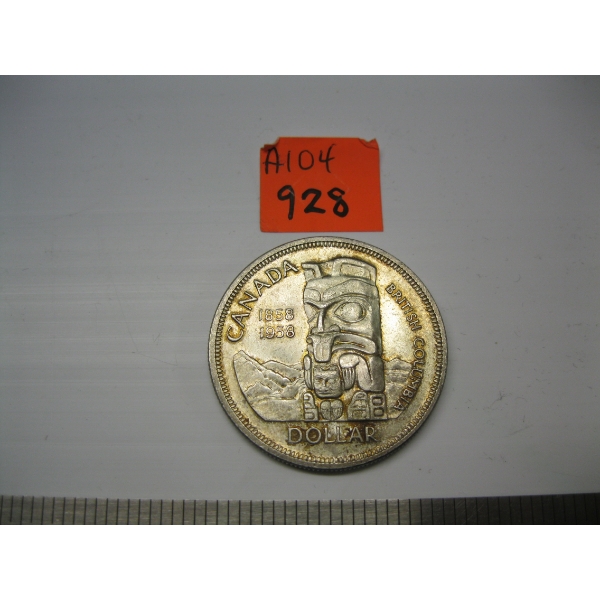 A104
928
CANADA
1858
1958
BRITISH COLUMBIA
DOLLAR